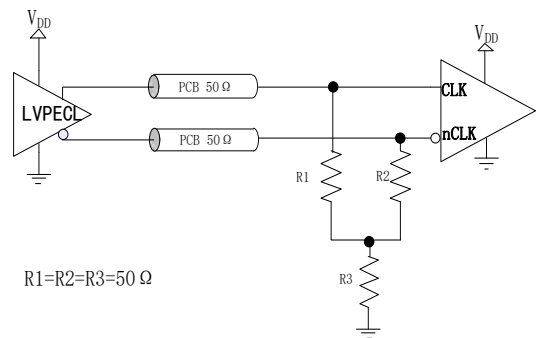 VDD
VDD
LVPECL
PCB 50Ω
CLK
PCB 50Ω
nCLK
R1
R2
R1=R2=R3=50Ω
R3